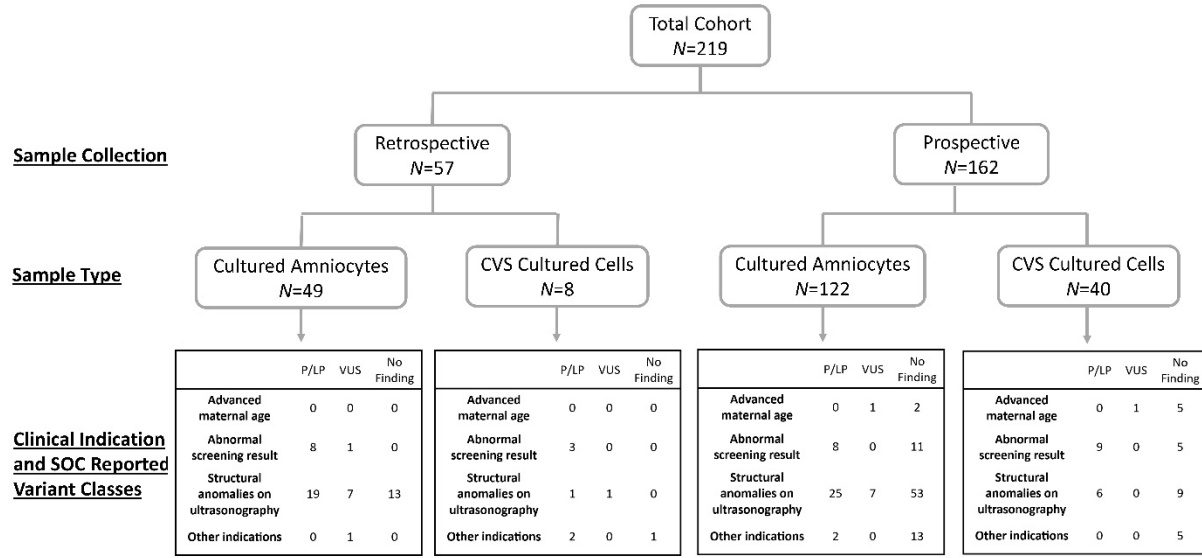 Total Cohort
N=219
Sample Collection
Retrospective
N=57
Prospective
N=162
Sample Type
Cultured Amniocytes
N=49
CVS Cultured Cells
N=8
Cultured Amniocytes
N=122
CVS Cultured Cells
N=40
Clinical Indication
and SOC Reported
Variant Classes
P/LP VUS No
Finding
Advanced
maternal age 0 0 0
Abnormal
screening result 8 1 0
Structural
anomalies on 19 7 13
ultrasonography
Other indications 0 1 0
P/LP VUS No
Finding
Advanced
maternal age 0 0 0
Abnormal
screening result 3 0 0
Structural
anomalies on 1 1 0
ultrasonography
Other indications 2 0 1
P/LP VUS No
Finding
Advanced
maternal age 0 1 2
Abnormal
screening result 8 0 11
Structural
anomalies on 25 7 53
ultrasonography
Other indications 2 0 13
P/LP VUS No
Finding
Advanced
maternal age 0 1 5
Abnormal
screening result 9 0 5
Structural
anomalies on 6 0 9
ultrasonography
Other indications 0 0 5